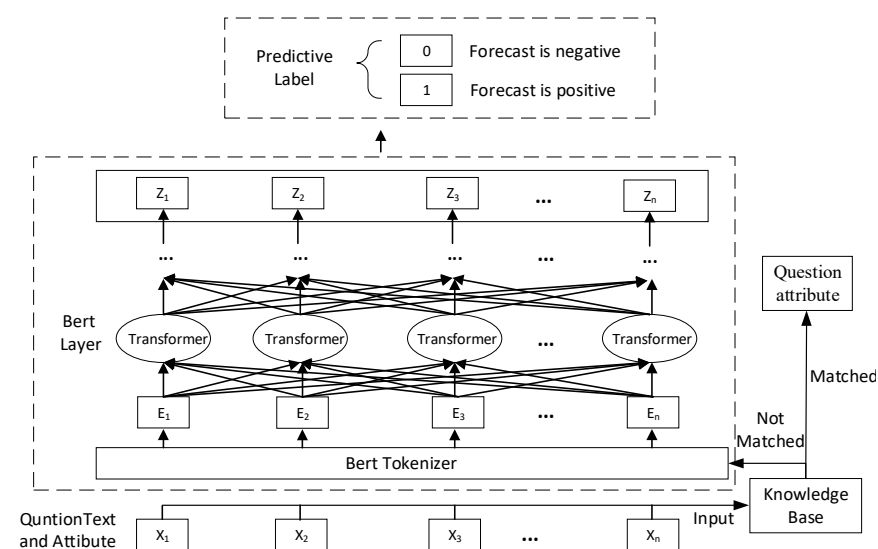 Predictive
Label
0 Forecast is negative
1 Forecast is positive
Z1 Z2 Z3 ... Zn
... ... ... ... ...
Question
attribute
Bert
Layer
Transformer Transformer Transformer ... Transformer
Matched
E1 E2 E3 ... En
Not
Matched
Bert Tokenizer
Knowledge
Base
QuntionText
and Attibute
Input
X1 X2 X3 ... Xn